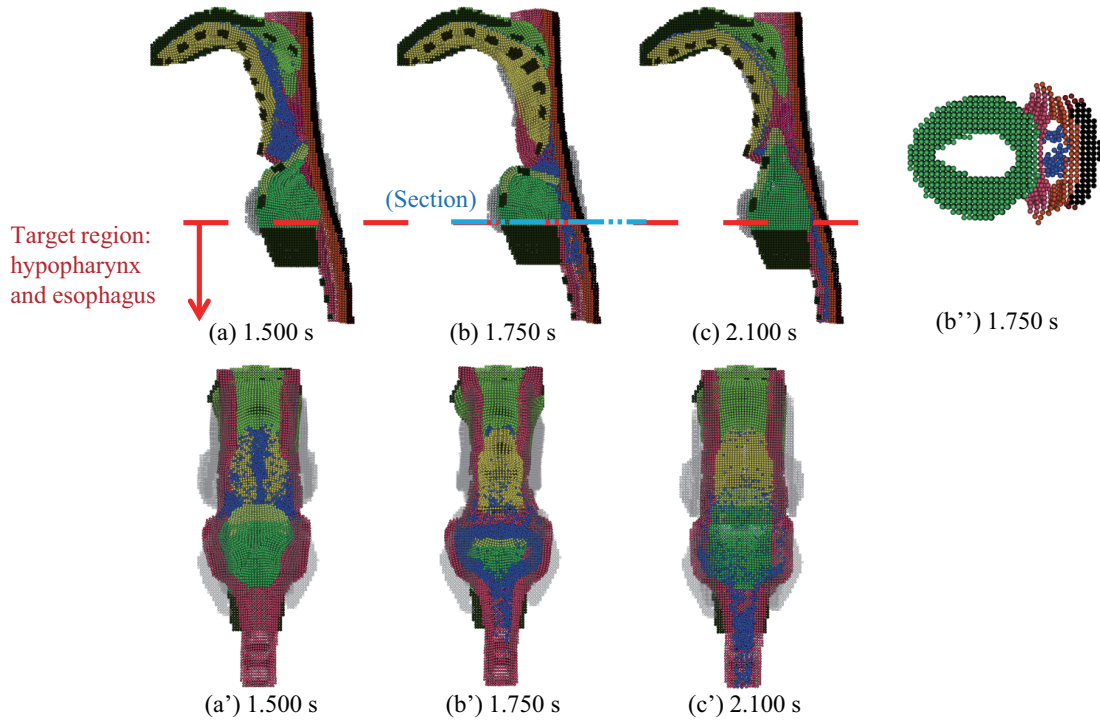 (Section)
Target region:
hypopharynx
and esophagus
(a) 1.500 s
(b) 1.750 s
(c) 2.100 s
(b'') 1.750 s
(a') 1.500 s
(b') 1.750 s
(c') 2.100 s